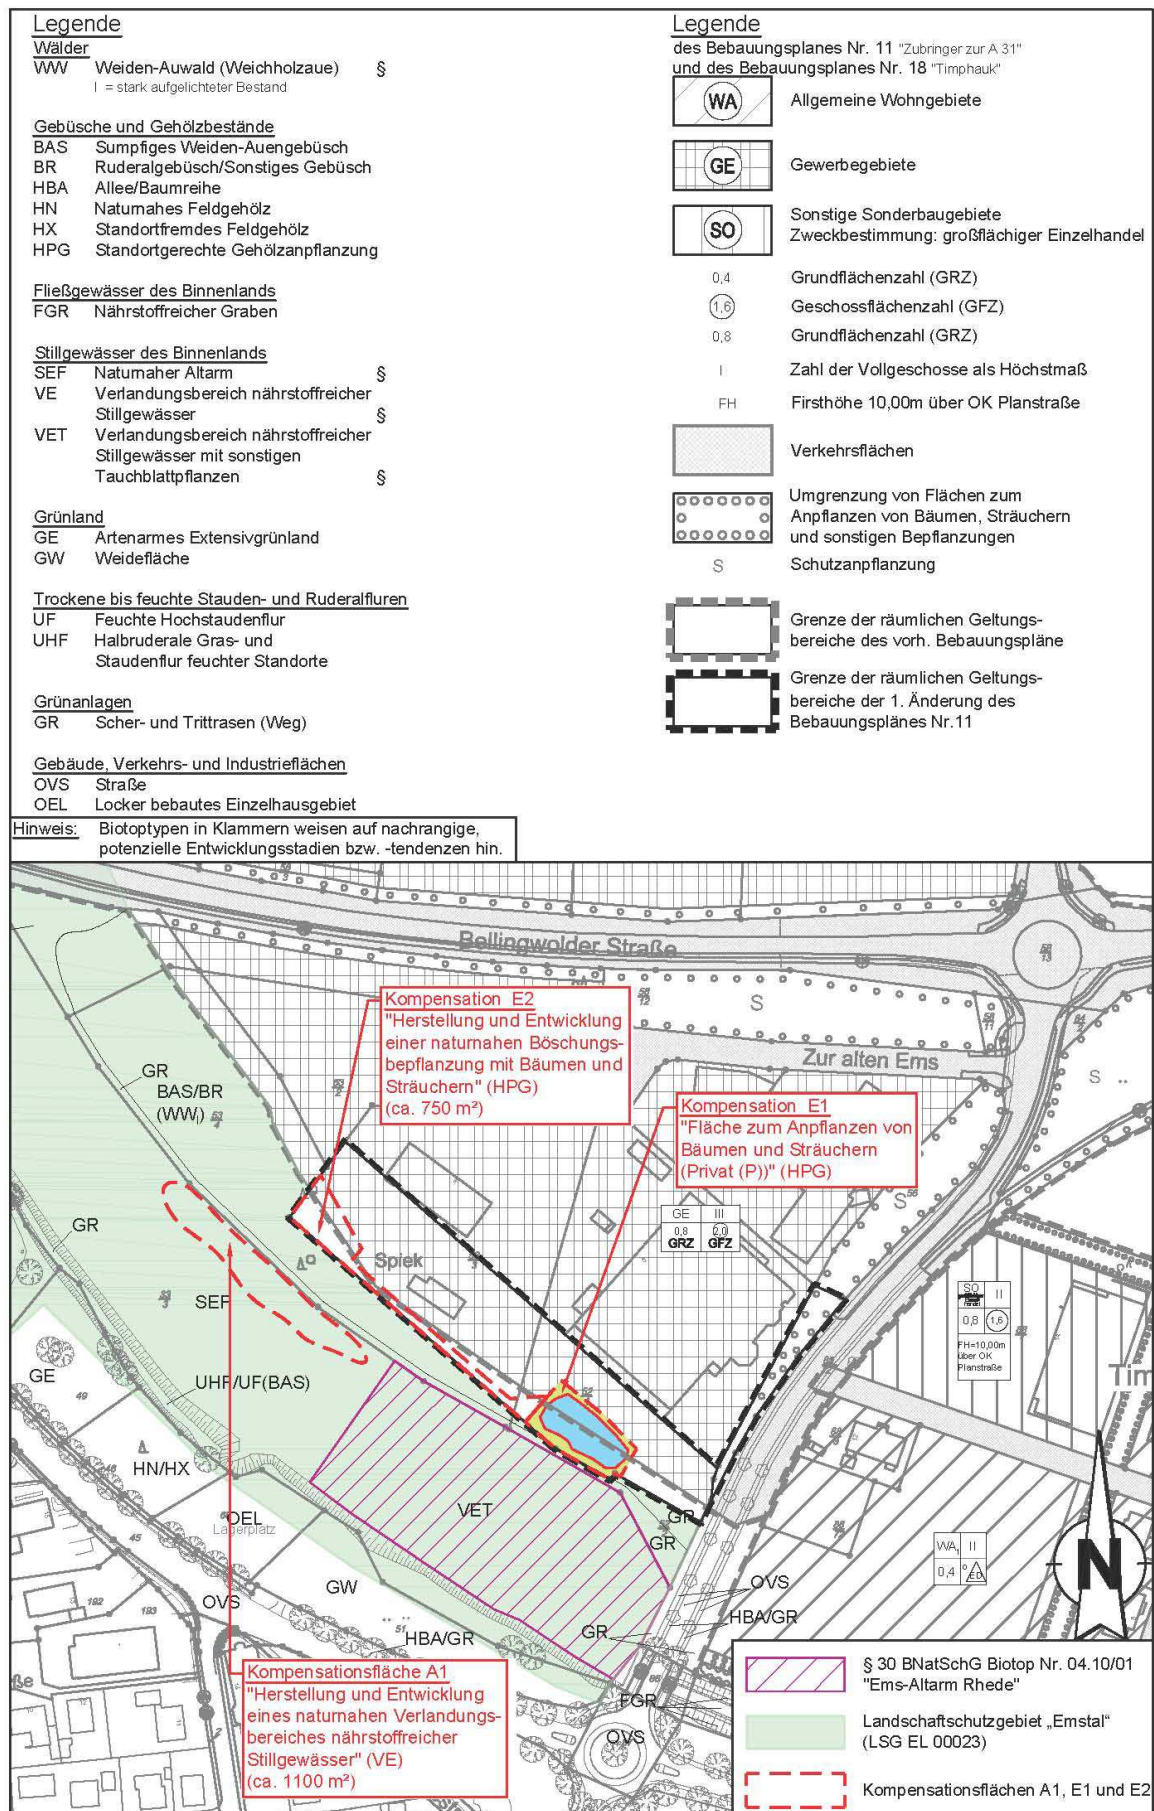 Legende
Wälder
WW Weiden-Auwald (Weichholzaue) §
l = stark aufgelichteter Bestand
Gebüsche und Gehölzbestände
BAS Sumpfiges Weiden-Auengebüsch
BR Ruderalgebüsch/Sonstiges Gebüsch
HBA Allee/Baumreihe
HN Naturnahes Feldgehölz
HX Standortfremdes Feldgehölz
HPG Standortgerechte Gehölzanpflanzung
Fließgewässer des Binnenlands
FGR Nährstoffreicher Graben
Stillgewässer des Binnenlands
SEF Naturnaher Altarm §
VE Verlandungsbereich nährstoffreicher
Stillgewässer §
VET Verlandungsbereich nährstoffreicher
Stillgewässer mit sonstigen
Tauchblattpflanzen §
Grünland
GE Artenarmes Extensivgrünland
GW Weidefläche
Trockene bis feuchte Stauden- und Ruderalfluren
UF Feuchte Hochstaudenflur
UHF Halbruderale Gras- und
Staudenflur feuchter Standorte
Grünanlagen
GR Scher- und Trittrasen (Weg)
Gebäude, Verkehrs- und Industrieflächen
OVS Straße
OEL Locker bebautes Einzelhausgebiet
Hinweis: Biotoptypen in Klammern weisen auf nachrangige,
potenzielle Entwicklungsstadien bzw. -tendenzen hin.
Legende
des Bebauungsplanes Nr. 11 "Zubringer zur A 31"
und des Bebauungsplanes Nr. 18 "Timphauk"
WA Allgemeine Wohngebiete
GE Gewerbegebiete
SO Sonstige Sonderbaugebiete
Zweckbestimmung: großflächiger Einzelhandel
0,4 Grundflächenzahl (GRZ)
1,6 Geschossflächenzahl (GFZ)
0,8 Grundflächenzahl (GRZ)
I Zahl der Vollgeschosse als Höchstmaß
FH Firsthöhe 10,00m über OK Planstraße
Verkehrsflächen
Umgrenzung von Flächen zum
Anpflanzen von Bäumen, Sträuchern
und sonstigen Bepflanzungen
S Schutzanpflanzung
Grenze der räumlichen Geltungs-
bereiche des vorh. Bebauungspläne
Grenze der räumlichen Geltungs-
bereiche der 1. Änderung des
Bebauungsplänes Nr.11
Bellingwolder Straße
Kompensation E2
"Herstellung und Entwicklung
einer naturnahen Böschungs-
bepflanzung mit Bäumen und
Sträuchern" (HPG)
(ca. 750 m²)
S
Zur alten Ems
S
GR
BAS/BR
(WWl)
Kompensation E1
"Fläche zum Anpflanzen von
Bäumen und Sträuchern
(Privat (P))" (HPG)
S
GR
GE III
0,8 2,0
GRZ GFZ
Spiek
SEF
SO II
0,8 1,6
FH=10,00m
über OK
Planstraße
Tim
GE
49
UHF/UF(BAS)
HN/HX
48
VET
OEL
Lagerplatz
45
GR
GR
GW
OVS
192
193
51
HBA/GR
OVS
HBA/GR
GR
WA II
0,4 ED
N
ße
Kompensationsfläche A1
"Herstellung und Entwicklung
eines naturnahen Verlandungs-
bereiches nährstoffreicher
Stillgewässer" (VE)
(ca. 1100 m²)
2
FGR
OVS
§ 30 BNatSchG Biotop Nr. 04.10/01
"Ems-Altarm Rhede"
Landschaftschutzgebiet „Emstal"
(LSG EL 00023)
Kompensationsflächen A1, E1 und E2